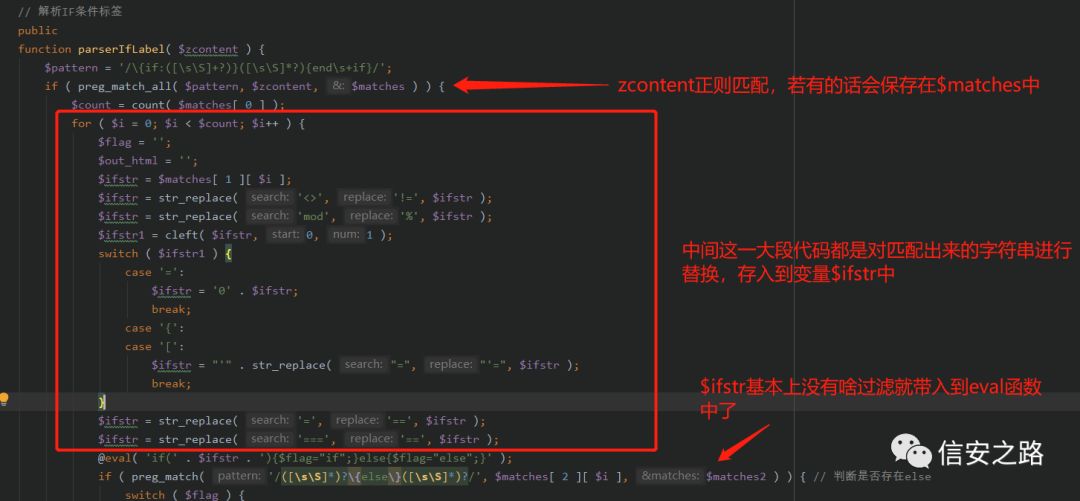 // 解析IF条件标签
public
function parserIfLabel( $zcontent ) {
$pattern = '/\{if:([\s\S]+?)}([\s\S]*?){end\s+if}/';
if ( preg_match_all( $pattern, $zcontent, &: $matches ) ) {
zcontent正则匹配，若有的话会保存在$matches中
$count = count( $matches[ 0 ] );
for ( $i = 0; $i < $count; $i++ ) {
$flag = '';
$out_html = '';
$ifstr = $matches[ 1 ][ $i ];
$ifstr = str_replace( search: '<>', replace: '!=', $ifstr );
$ifstr = str_replace( search: 'mod', replace: '%', $ifstr );
$ifstr1 = cleft( $ifstr, start: 0, num: 1 );
switch ( $ifstr1 ) {
中间这一大段代码都是对匹配出来的字符串进行
替换，存入到变量$ifstr中
case '=':
$ifstr = '0' . $ifstr;
break;
case '{':
case '[':
$ifstr = "'" . str_replace( search: "=", replace: "'=", $ifstr );
break;
}
$ifstr基本上没有啥过滤就带入到eval函数
中了
$ifstr = str_replace( search: '=', replace: '==', $ifstr );
$ifstr = str_replace( search: '===', replace: '==', $ifstr );
@eval( 'if(' . $ifstr . '){$flag="if";}else{$flag="else";}' );
if ( preg_match( pattern: '/([\s\S]*)?\{else\}([\s\S]*)?/', $matches[ 2 ][ $i ], &matches: $matches2 ) ) { // 判断是否存在else
switch ( $flag ) {
信安之路